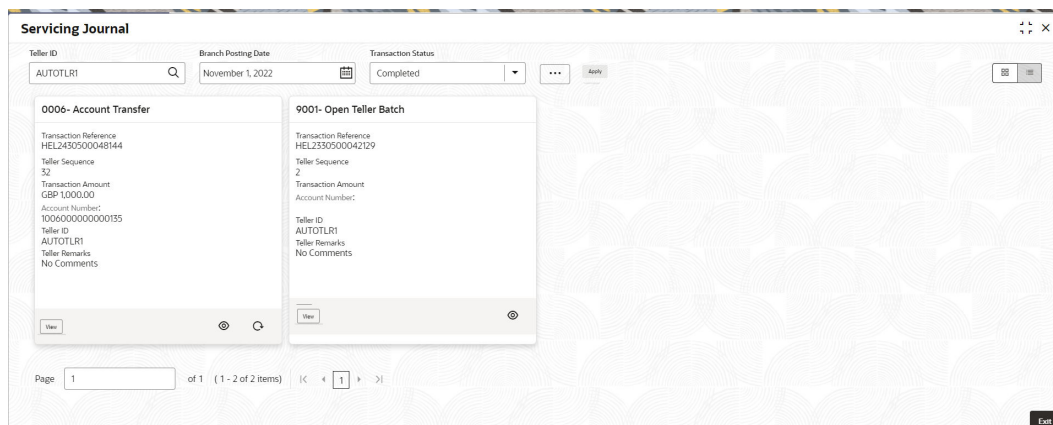 Servicing Journal
Teller ID
Branch Posting Date
Transaction Status
AUTOTLR1
November 1, 2022
Completed
...
Apply
0006- Account Transfer
Transaction Reference
HEL2430500048144
Teller Sequence
32
Transaction Amount
GBP 1,000.00
Account Number:
1006000000000135
Teller ID
AUTOTLR1
Teller Remarks
No Comments
View
9001- Open Teller Batch
Transaction Reference
HEL2330500042129
Teller Sequence
2
Transaction Amount
Account Number:
Teller ID
AUTOTLR1
Teller Remarks
No Comments
View
Page 1 of 1 ( 1 - 2 of 2 items) 1
Exit